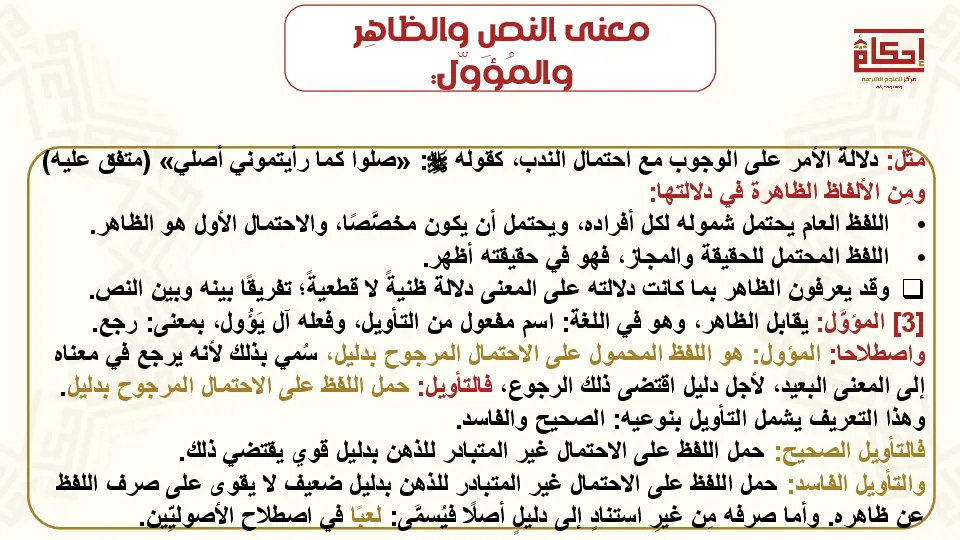 معنى النص والظاهِر
والمُؤَوَّل:
إحكام
مركز للعلوم الشرعية
مثل: دلالة الأمر على الوجوب مع احتمال الندب، كقوله ﷺ: «صلوا كما رأيتموني أصلي» (متفق عليه)
ومِن الألفاظ الظاهرة في دلالتها:
• اللفظ العام يحتمل شموله لكل أفراده، ويحتمل أن يكون مخصَّصًا، والاحتمال الأول هو الظاهر.
• اللفظ المحتمل للحقيقة والمجاز، فهو في حقيقته أظهر.
❑ وقد يعرفون الظاهر بما كانت دلالته على المعنى دلالة ظنيةً لا قطعيةً؛ تفريقًا بينه وبين النص.
[3] المؤوَّل: يقابل الظاهر، وهو في اللغة: اسم مفعول من التأويل، وفعله آل يَؤُول، بمعنى: رجع.
واصطلاحا: المؤول: هو اللفظ المحمول على الاحتمال المرجوح بدليل، سُمي بذلك لأنه يرجع في معناه
إلى المعنى البعيد، لأجل دليل اقتضى ذلك الرجوع، فالتأويل: حمل اللفظ على الاحتمال المرجوح بدليل.
وهذا التعريف يشمل التأويل بنوعيه: الصحيح والفاسد.
فالتأويل الصحيح: حمل اللفظ على الاحتمال غير المتبادر للذهن بدليل قوي يقتضي ذلك.
والتأويل الفاسد: حمل اللفظ على الاحتمال غير المتبادر للذهن بدليل ضعيف لا يقوى على صرف اللفظ
عن ظاهره. وأما صرفه مِن غيرِ استنادٍ إلى دليلٍ أصلًا فيُسمَّى: لعبًا في اصطلاح الأصوليِّين.